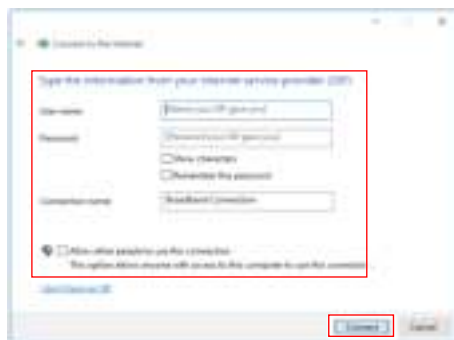 Connect to the Internet
Type the information from your Internet service provider (ISP)
User name
[Name your ISP gave you]
Password
[Password your ISP gave you]
Show characters
Remember this password
Connection name
Broadband Connection
Allow other people to use this connection
This option allows anyone with access to this computer to use this connection.
Connect
Cancel